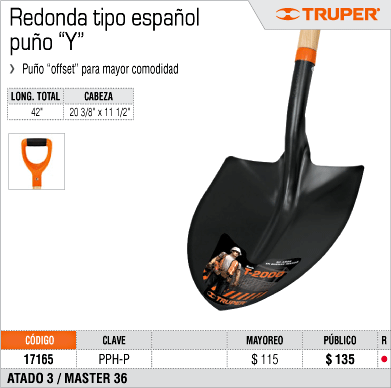 Redonda tipo español
puño “Y”
TRUPER®
❯ Puño “offset” para mayor comodidad
LONG. TOTAL CABEZA
42" 20 3/8" x 11 1/2"
T-2000
CÓDIGO CLAVE MAYOREO PÚBLICO R
17165 PPH-P $ 115 $ 135
ATADO 3 / MASTER 36